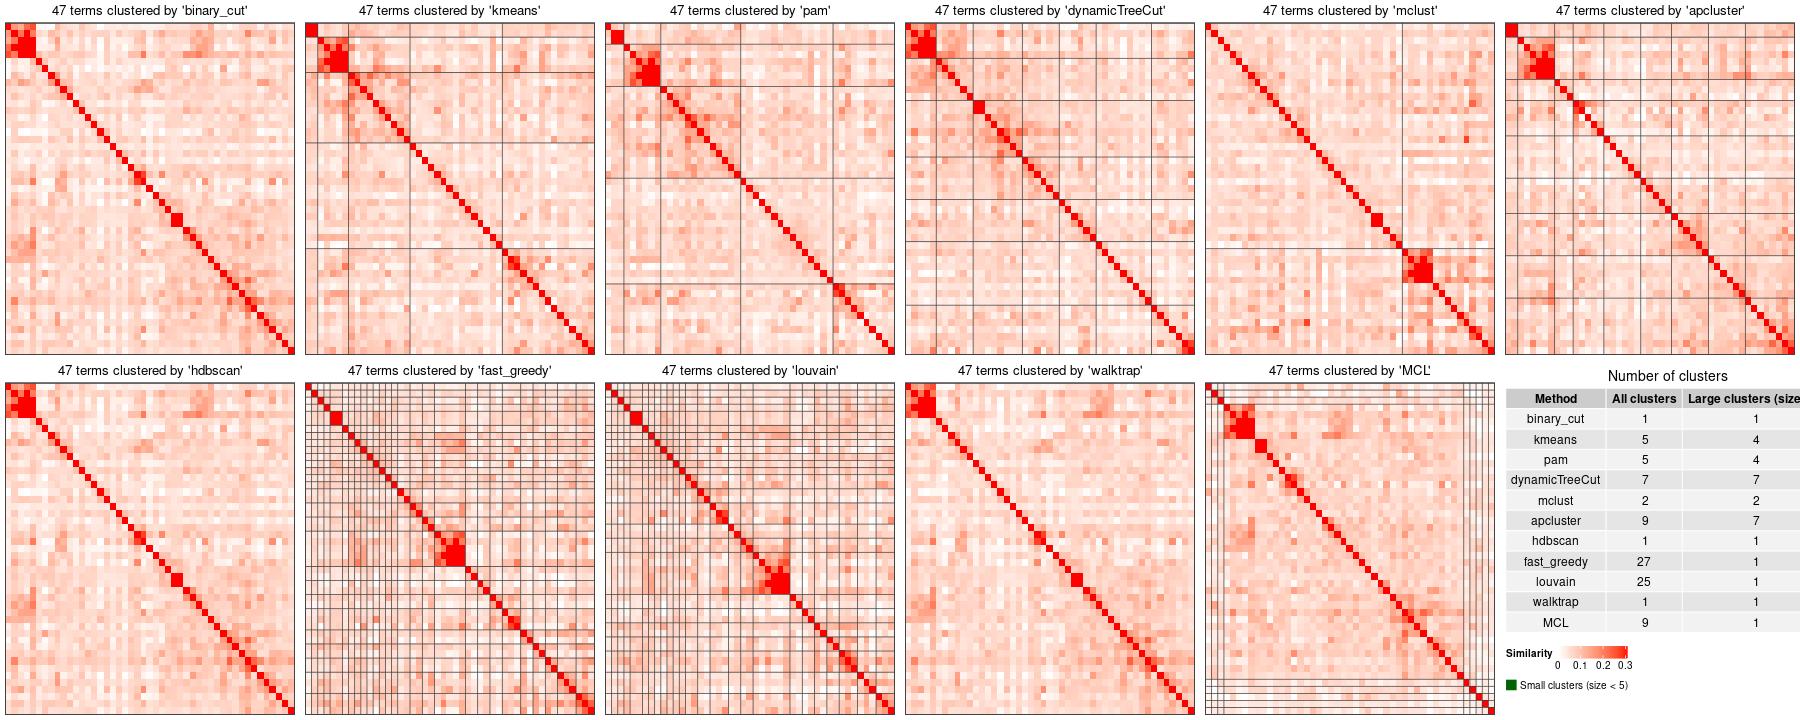 47 terms clustered by 'binary_cut'
47 terms clustered by 'kmeans'
47 terms clustered by 'pam'
47 terms clustered by 'dynamicTreeCut'
47 terms clustered by 'mclust'
47 terms clustered by 'apcluster'
47 terms clustered by 'hdbscan'
47 terms clustered by 'fast_greedy'
47 terms clustered by 'louvain'
47 terms clustered by 'walktrap'
47 terms clustered by 'MCL'
Number of clusters
Method All clusters Large clusters (size
binary_cut 1 1
kmeans 5 4
pam 5 4
dynamicTreeCut 7 7
mclust 2 2
apcluster 9 7
hdbscan 1 1
fast_greedy 27 1
louvain 25 1
walktrap 1 1
MCL 9 1
Similarity
0 0.1 0.2 0.3
Small clusters (size < 5)